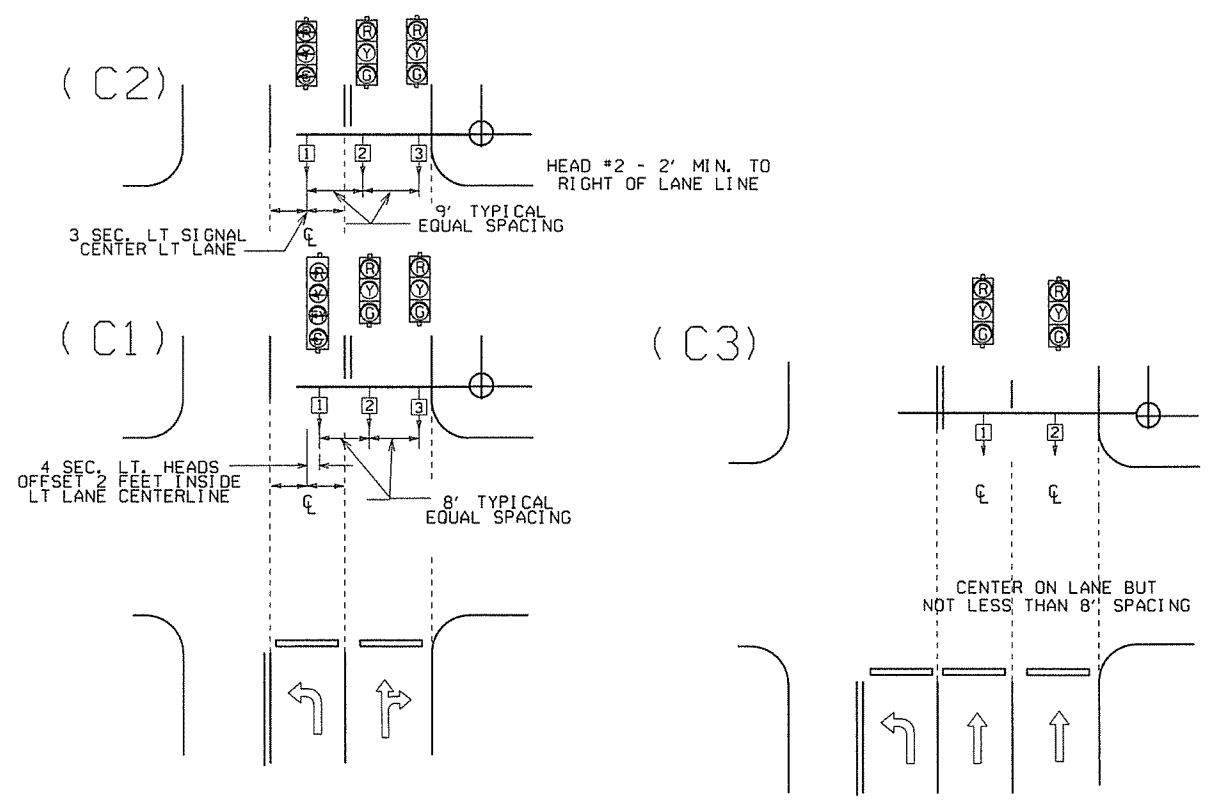 (C2)
R R R
Y Y Y
G G G
1 2 3
HEAD #2 - 2' MIN. TO
RIGHT OF LANE LINE
9' TYPICAL
EQUAL SPACING
3 SEC. LT SIGNAL
CENTER LT LANE
℄
(C1)
R R R
Y Y Y
G G
G
1 2 3
4 SEC. LT. HEADS
OFFSET 2 FEET INSIDE
LT LANE CENTERLINE
℄
8' TYPICAL
EQUAL SPACING
(C3)
R R
Y Y
G G
1 2
℄ ℄
CENTER ON LANE BUT
NOT LESS THAN 8' SPACING